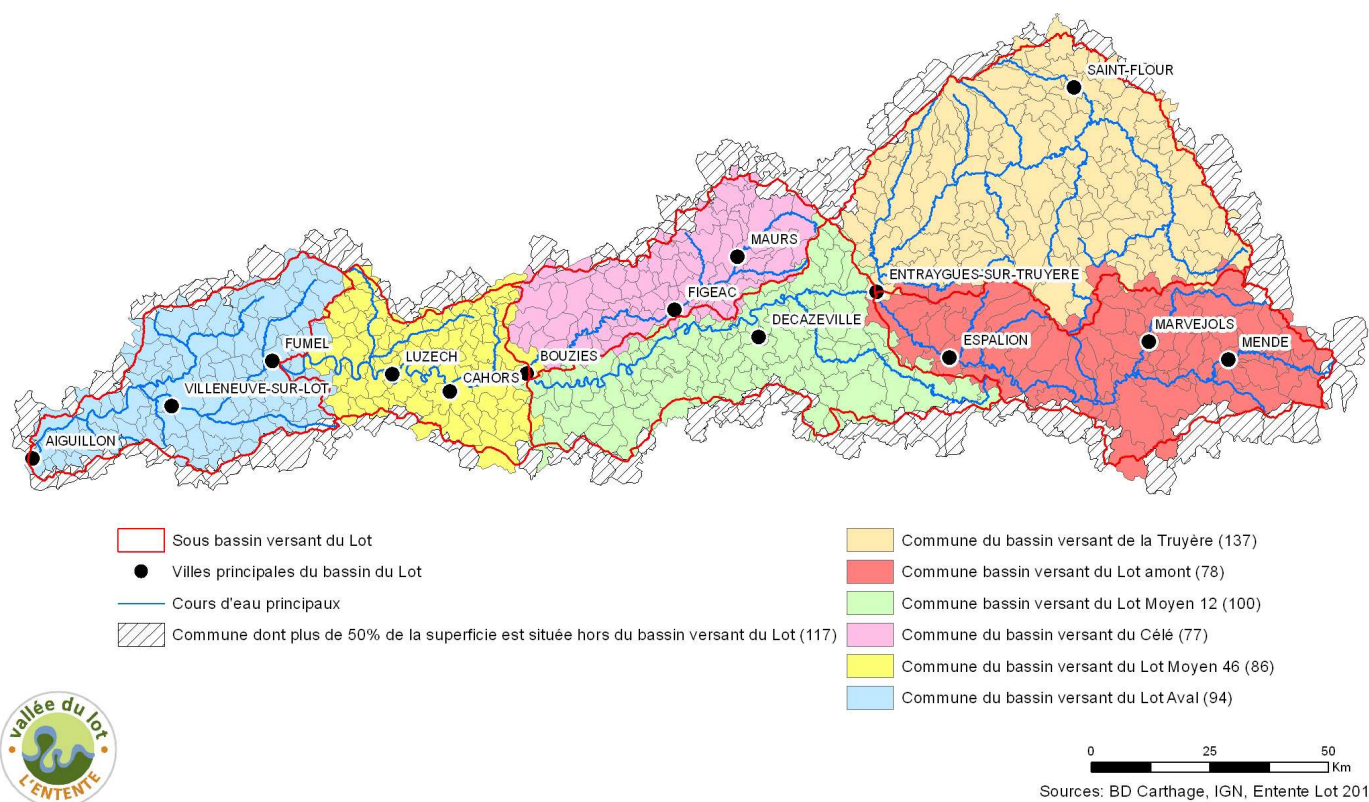 SAINT-FLOUR
MAURS
ENTRAYGUES-SUR-TRUYERE
FIGEAC
DECAZEVILLE
MARVEJOLS
FUMEL
BOUZIES
ESPALION
MENDE
LUZECH
VILLENEUVE-SUR-LOT
CAHORS
AIGUILLON
Sous bassin versant du Lot
Villes principales du bassin du Lot
Cours d'eau principaux
Commune dont plus de 50% de la superficie est située hors du bassin versant du Lot (117)
Commune du bassin versant de la Truyère (137)
Commune bassin versant du Lot amont (78)
Commune bassin versant du Lot Moyen 12 (100)
Commune du bassin versant du Célé (77)
Commune du bassin versant du Lot Moyen 46 (86)
Commune du bassin versant du Lot Aval (94)
vallée du lot
L'ENTENTE
0 25 50
Km
Sources: BD Carthage, IGN, Entente Lot 201